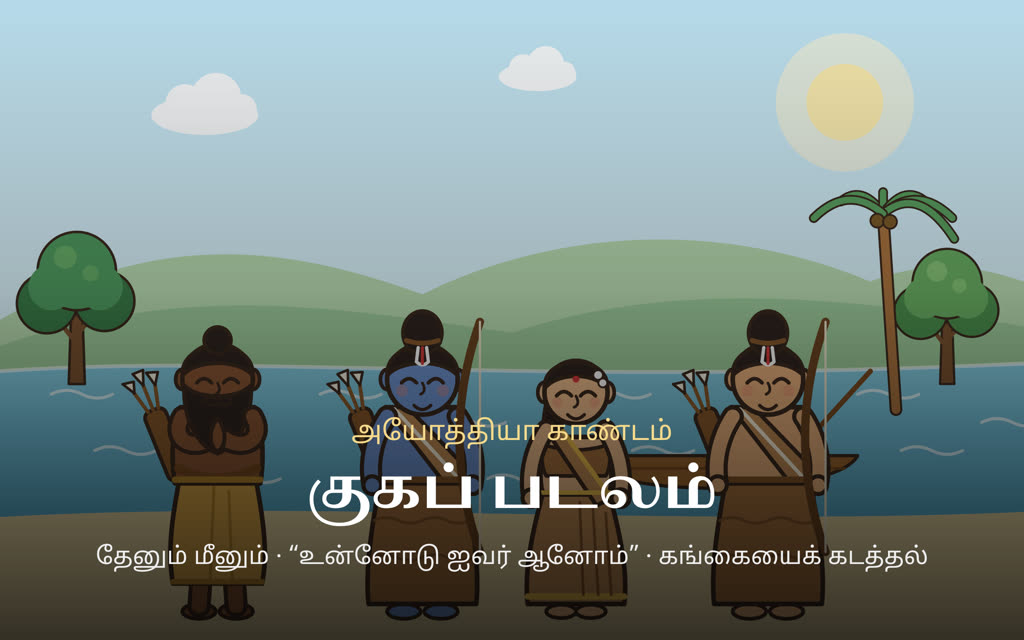 அயோத்தியா காண்டம்
குகப் படலம்
தேனும் மீனும் · “உன்னோடு ஐவர் ஆனோம்” · கங்கையைக் கடத்தல்